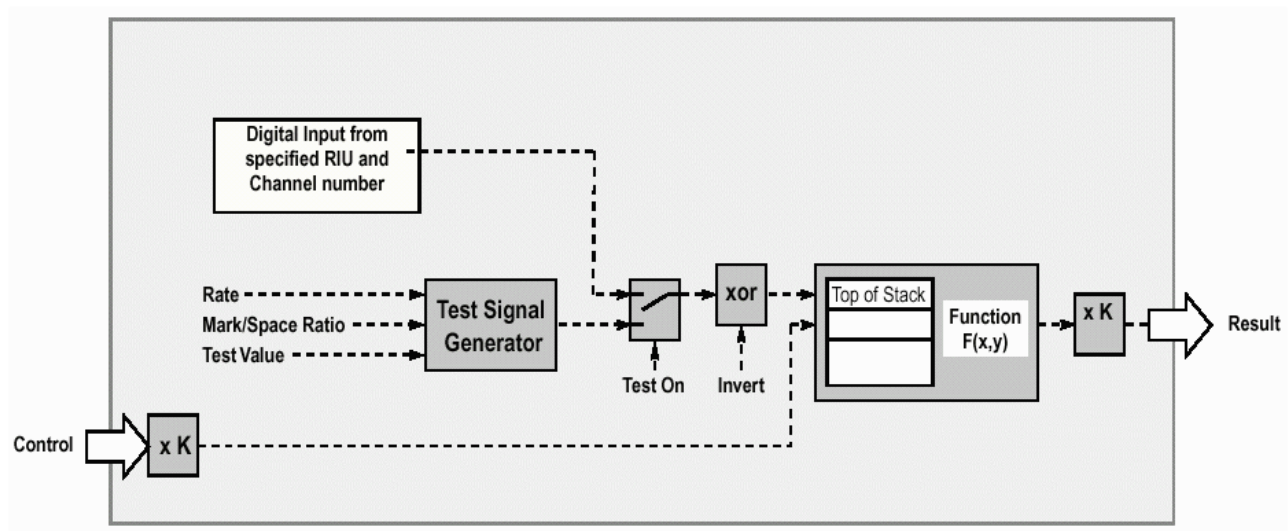 Digital Input from
specified RIU and
Channel number
Rate
Mark/Space Ratio
Test Value
Test Signal
Generator
Test On
xor
Invert
Top of Stack
Function
F(x,y)
x K
Result
Control
x K